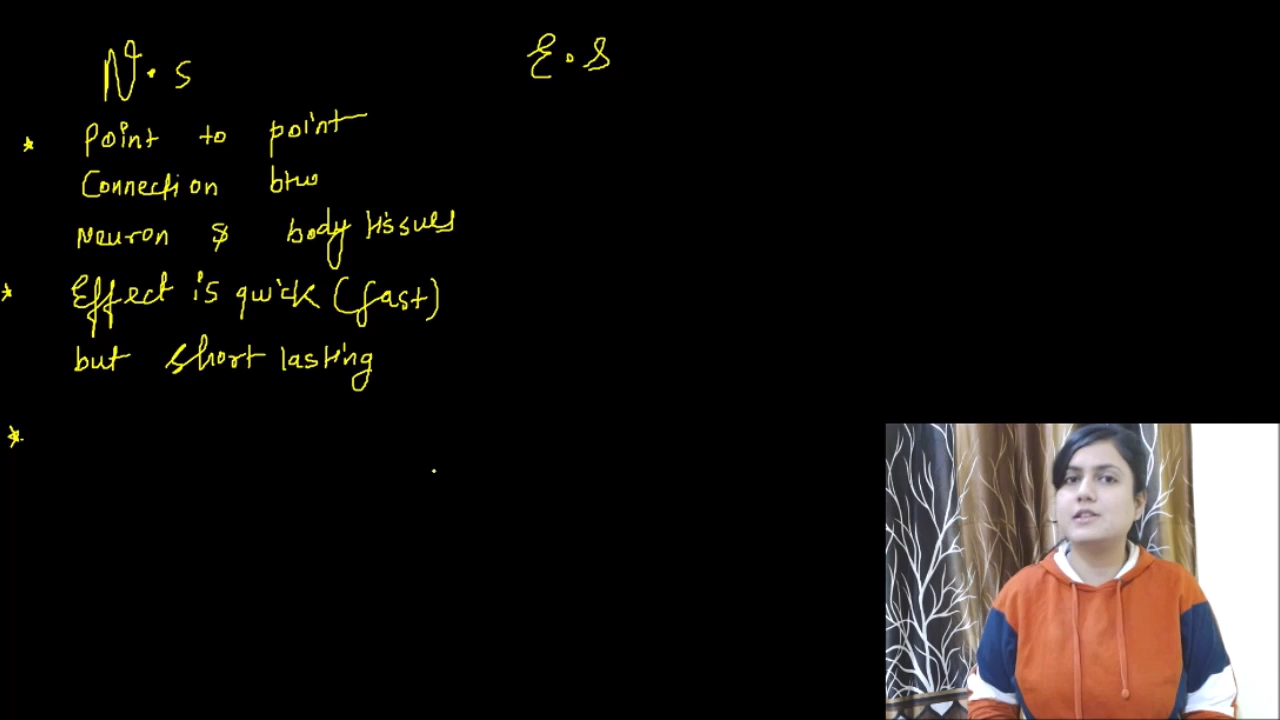 N.S
E.S
* Point to point
Connection btw
Neuron & body tissues
* Effect is quick (fast)
but short lasting
*